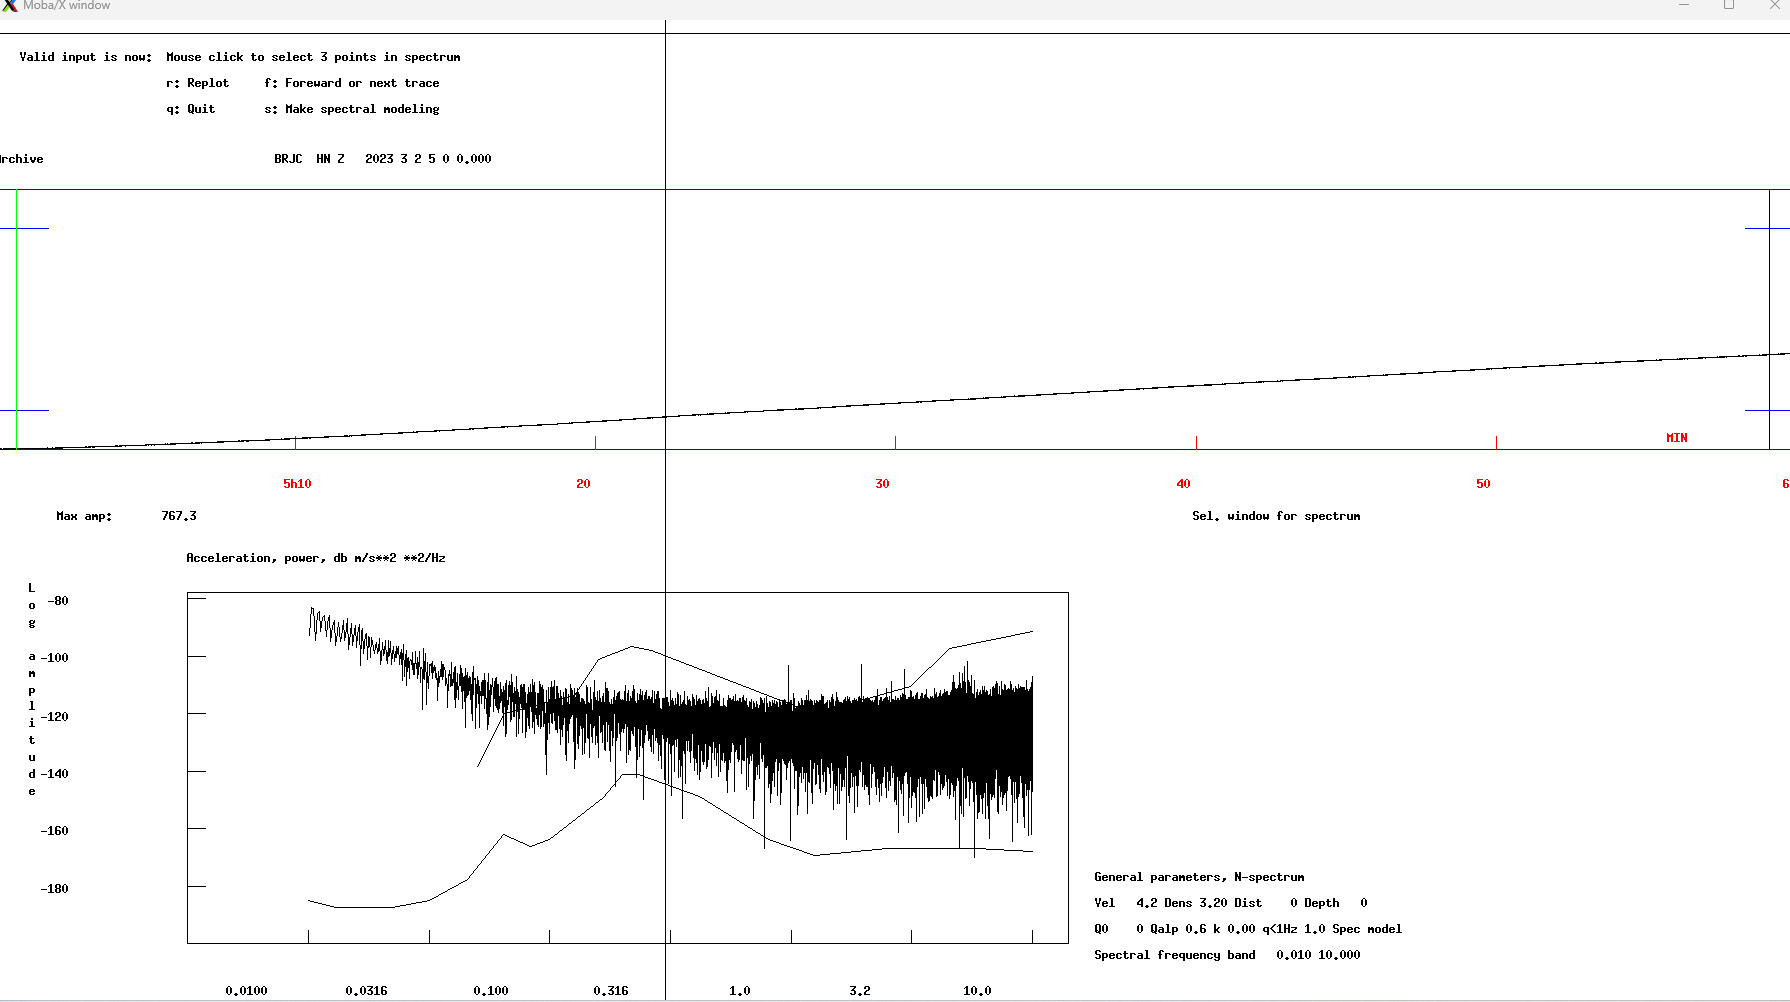 Moba/X window
Valid input is now: Mouse click to select 3 points in spectrum
r: Replot f: Foreward or next trace
q: Quit s: Make spectral modeling
rchive BRJC HN Z 2023 3 2 5 0 0.000
MIN
5h10 20 30 40 50 6
Max amp: 767.3 Sel. window for spectrum
Acceleration, power, db m/s**2 **2/Hz
Log amplitude
-80
-100
-120
-140
-160
-180
General parameters, N-spectrum
Vel 4.2 Dens 3.20 Dist 0 Depth 0
Q0 0 Qalp 0.6 k 0.00 q<1Hz 1.0 Spec model
Spectral frequency band 0.010 10.000
0.0100 0.0316 0.100 0.316 1.0 3.2 10.0